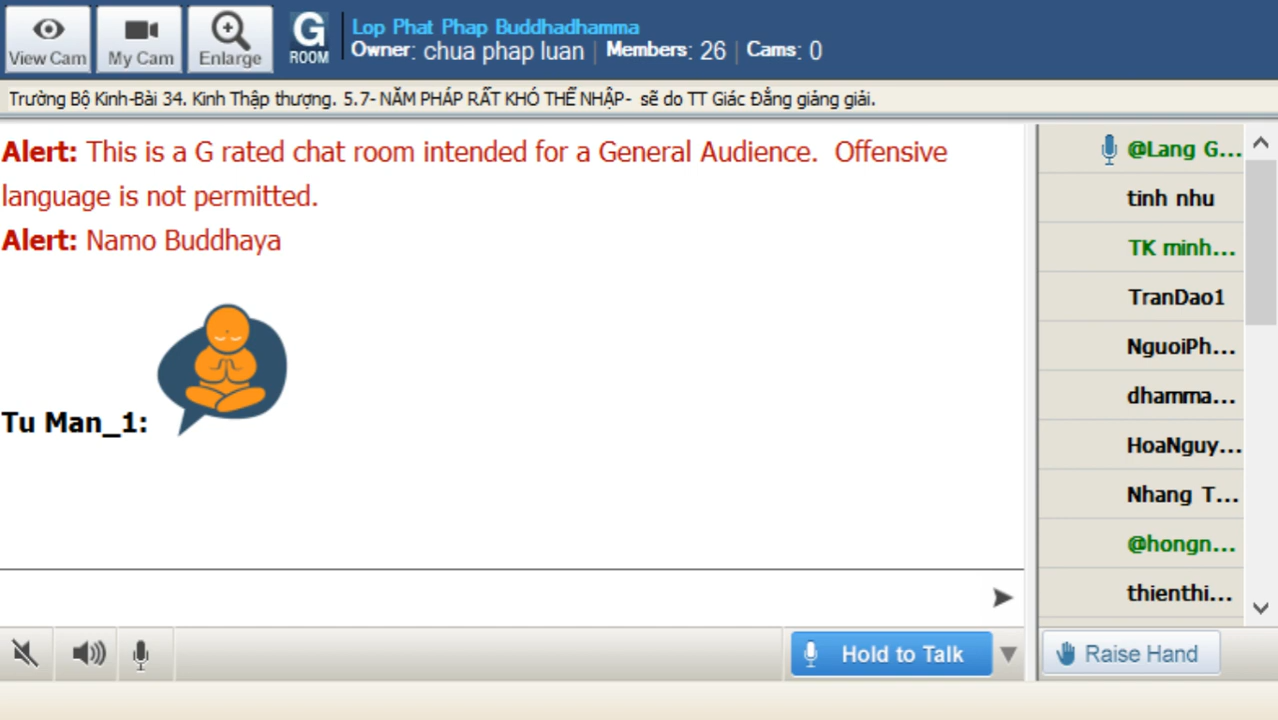 View Cam
My Cam
Enlarge
G
ROOM
Lop Phat Phap Buddhadhamma
Owner: chua phap luan | Members: 26 | Cams: 0
Trường Bộ Kinh-Bài 34. Kinh Thập thượng. 5.7- NĂM PHÁP RẤT KHÓ THỂ NHẬP- sẽ do TT Giác Đẳng giảng giải.
Alert: This is a G rated chat room intended for a General Audience. Offensive
language is not permitted.
Alert: Namo Buddhaya
Tu Man_1:
@Lang G...
tinh nhu
TK minh...
TranDao1
NguoiPh...
dhamma...
HoaNguy...
Nhang T...
@hongn...
thienthi...
Hold to Talk
Raise Hand